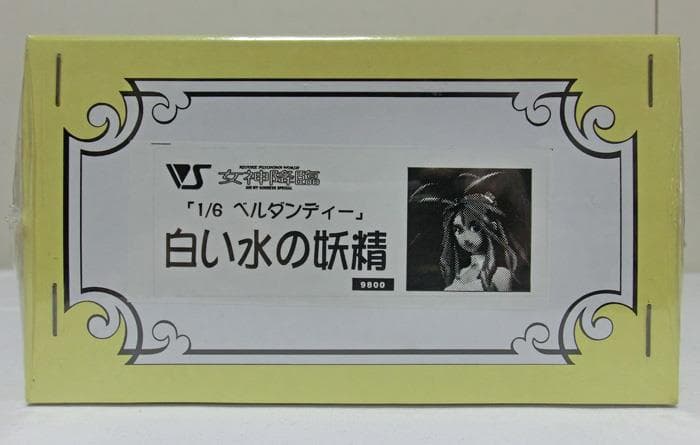 VS
女神降臨
「1/6 ベルダンディー」
白い水の妖精
9800